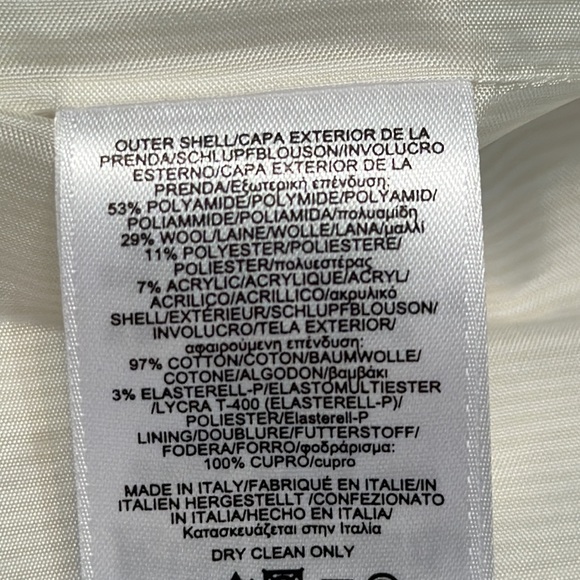 OUTER SHELL/CAPA EXTERIOR DE LA
PRENDA/SCHLUPFBLOUSON/INVOLUCRO
ESTERNO/CAPA EXTERIOR DE LA
PRENDA/Εξωτερική επένδυση:
53% POLYAMIDE/POLYMIDE/POLYAMID/
POLIAMMIDE/POLIAMIDA/πολυαμίδη
29% WOOL/LAINE/WOLLE/LANA/μαλλί
11% POLYESTER/POLIESTERE/
POLIESTER/πολυεστέρας
7% ACRYLIC/ACRYLIQUE/ACRYL/
ACRILICO/ACRILLICO/ακρυλικό
SHELL/EXTÉRIEUR/SCHLUPFBLOUSON/
INVOLUCRO/TELA EXTERIOR/
αφαιρούμενη επένδυση:
97% COTTON/COTON/BAUMWOLLE/
COTONE/ALGODON/βαμβάκι
3% ELASTERELL-P/ELASTOMULTIESTER
/LYCRA T-400 (ELASTERELL-P)/
POLIESTER/Elasterell-P
LINING/DOUBLURE/FUTTERSTOFF/
FODERA/FORRO/φοδράρισμα:
100% CUPRO/cupro
MADE IN ITALY/FABRIQUÉ EN ITALIE/IN
ITALIEN HERGESTELLT /CONFEZIONATO
IN ITALIA/HECHO EN ITALIA/
Κατασκευάζεται στην Ιταλία
DRY CLEAN ONLY